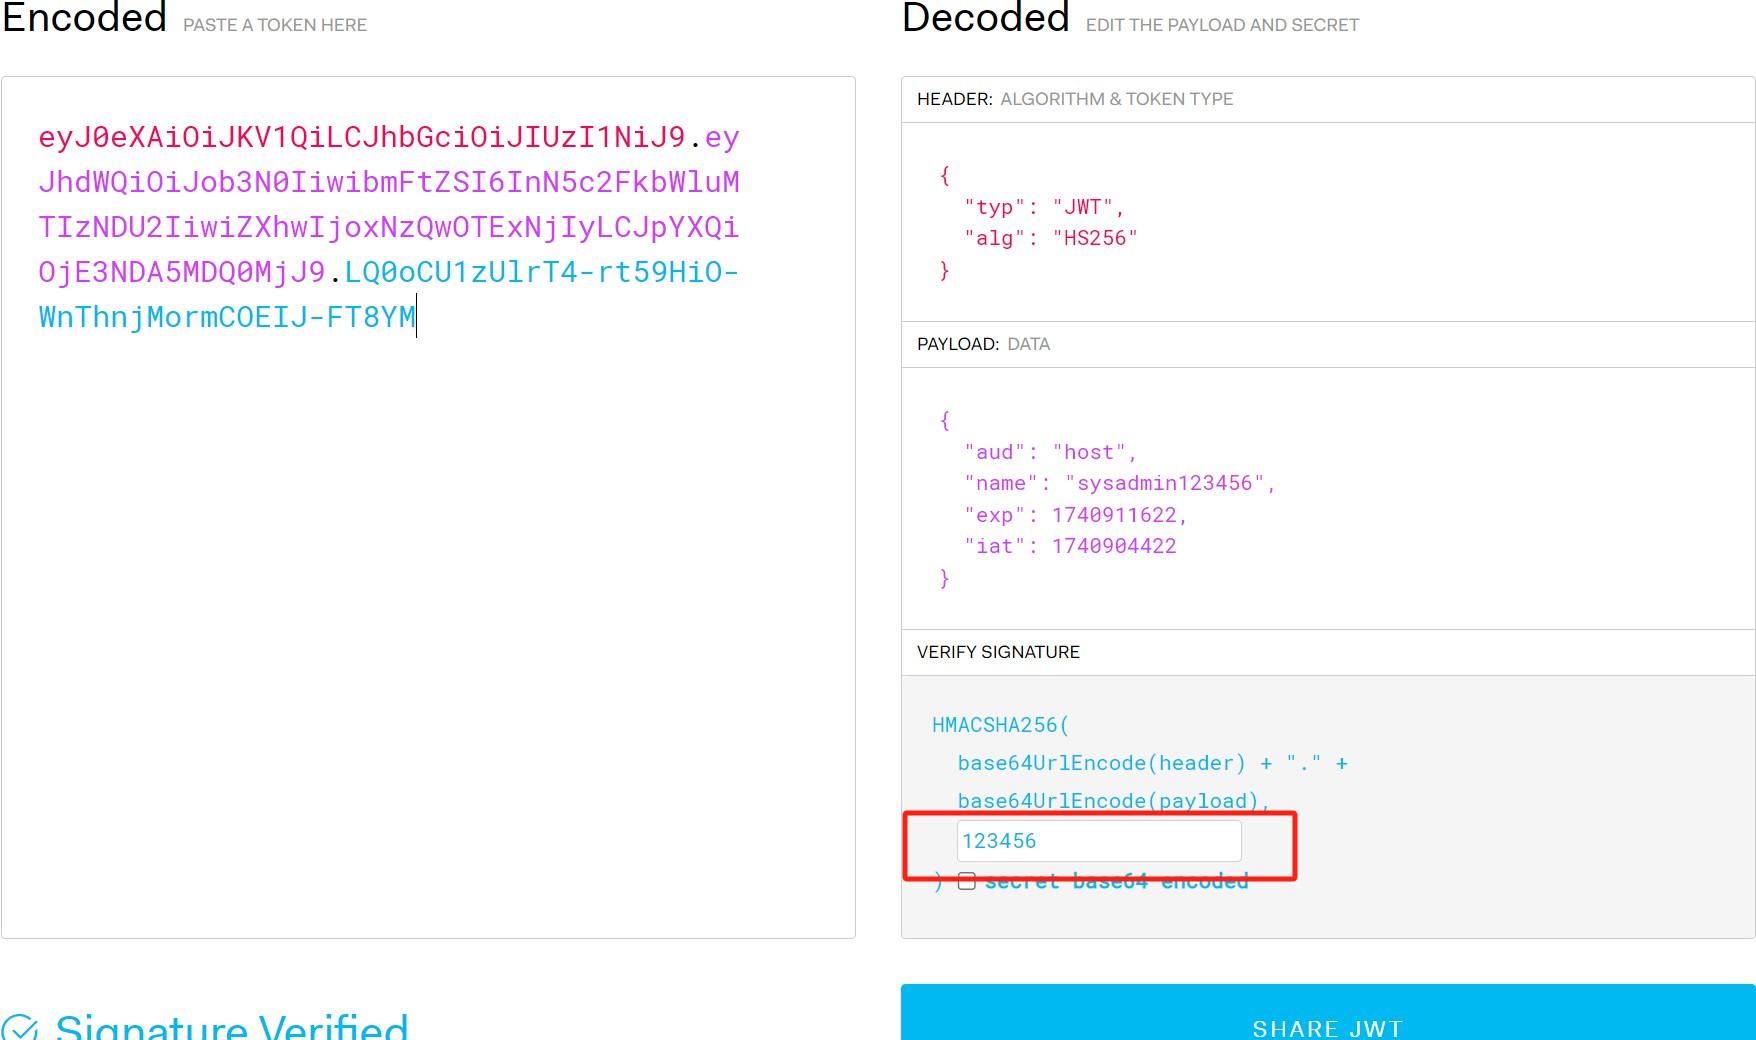 Encoded PASTE A TOKEN HERE
eyJ0eXAiOiJKV1QiLCJhbGciOiJIUzI1NiJ9.ey
JhdWQiOiJob3N0IiwibmFtZSI6InN5c2FkbWluM
TIzNDU2IiwiZXhwIjoxNzQwOTExNjIyLCJpYXQi
OjE3NDA5MDQ0MjJ9.LQ0oCU1zUlrT4-rt59HiO-
WnThnjMormCOEIJ-FT8YM
Signature Verified
Decoded EDIT THE PAYLOAD AND SECRET
HEADER: ALGORITHM & TOKEN TYPE
{
"typ": "JWT",
"alg": "HS256"
}
PAYLOAD: DATA
{
"aud": "host",
"name": "sysadmin123456",
"exp": 1740911622,
"iat": 1740904422
}
VERIFY SIGNATURE
HMACSHA256(
base64UrlEncode(header) + "." +
base64UrlEncode(payload),
123456
) secret base64 encoded
SHARE JWT